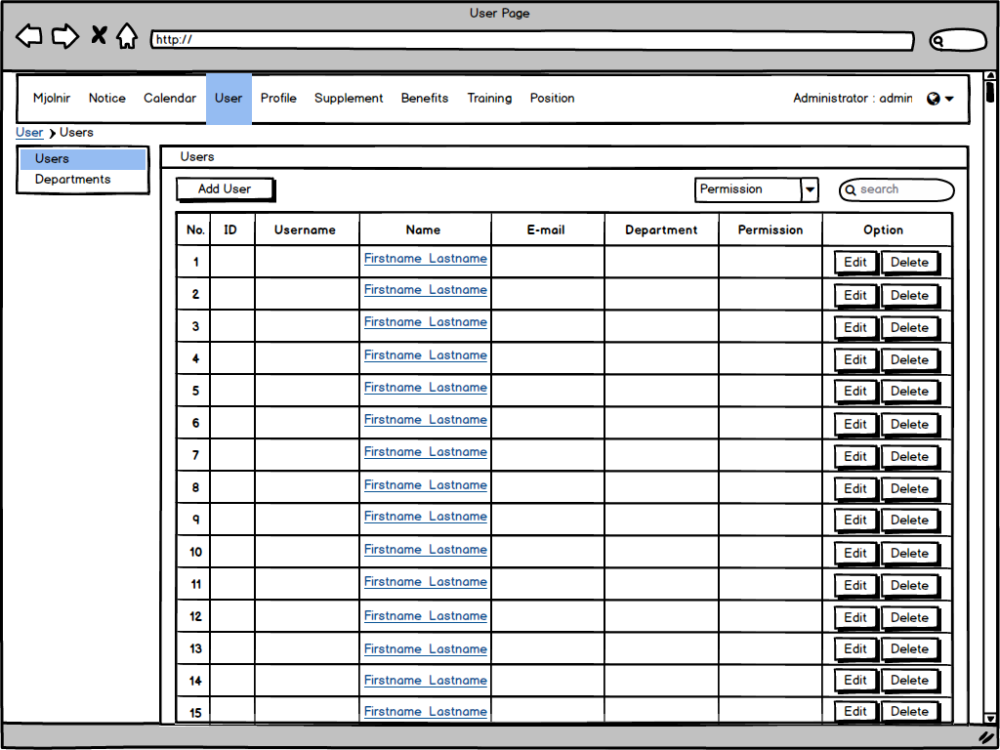 User Page
http://
Mjolnir Notice Calendar User Profile Supplement Benefits Training Position Administrator : admin
User Users
Users
Departments
Users
Add User Permission search
No. ID Username Name E-mail Department Permission Option
1 Firstname Lastname Edit Delete
2 Firstname Lastname Edit Delete
3 Firstname Lastname Edit Delete
4 Firstname Lastname Edit Delete
5 Firstname Lastname Edit Delete
6 Firstname Lastname Edit Delete
7 Firstname Lastname Edit Delete
8 Firstname Lastname Edit Delete
9 Firstname Lastname Edit Delete
10 Firstname Lastname Edit Delete
11 Firstname Lastname Edit Delete
12 Firstname Lastname Edit Delete
13 Firstname Lastname Edit Delete
14 Firstname Lastname Edit Delete
15 Firstname Lastname Edit Delete